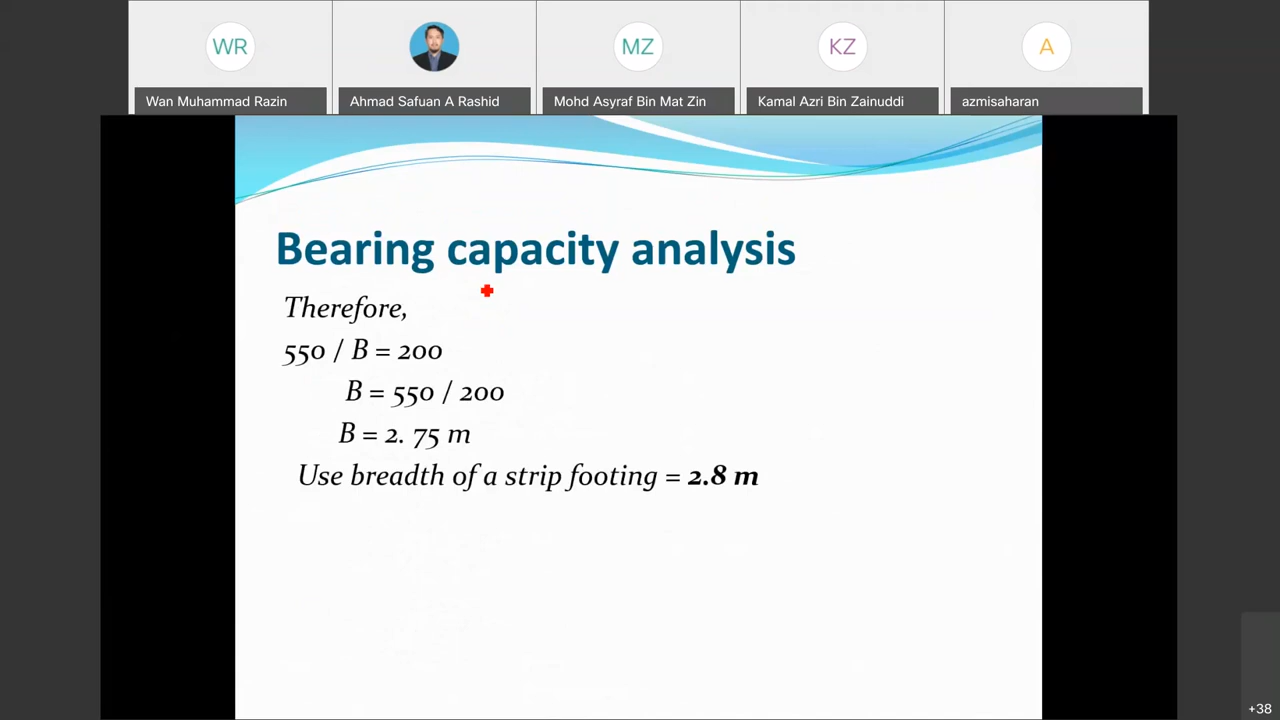 WR
MZ
KZ
A
Wan Muhammad Razin
Ahmad Safuan A Rashid
Mohd Asyraf Bin Mat Zin
Kamal Azri Bin Zainuddi
azmisaharan
Bearing capacity analysis
Therefore,
550 / B = 200
B = 550 / 200
B = 2. 75 m
Use breadth of a strip footing = 2.8 m
+38